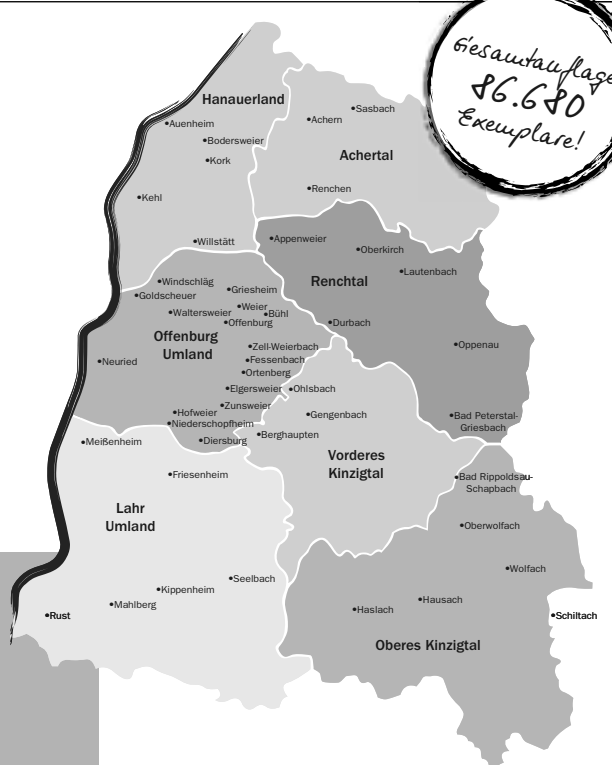 Gesamtauflage
86.680
Exemplare!
Hanauerland
•Sasbach
•Achern
•Auenheim
•Bodersweier
Achertal
•Kork
•Renchen
•Kehl
•Willstätt
•Appenweier
•Oberkirch
•Lautenbach
Renchtal
•Windschläg
•Griesheim
•Goldscheuer
•Weier
•Waltersweier
•Bühl
•Offenburg
•Durbach
Offenburg
Umland
•Zell-Weierbach
•Oppenau
•Fessenbach
•Neuried
•Ortenberg
•Elgersweier
•Ohlsbach
•Zunsweier
•Hofweier
•Gengenbach
•Bad Peterstal-
Griesbach
•Niederschopfheim
•Berghaupten
•Diersburg
•Meißenheim
Vorderes
Kinzigtal
•Friesenheim
•Bad Rippoldsau-
Schapbach
Lahr
Umland
•Oberwolfach
•Wolfach
•Seelbach
•Kippenheim
•Hausach
•Mahlberg
•Haslach
•Rust
•Schiltach
Oberes Kinzigtal